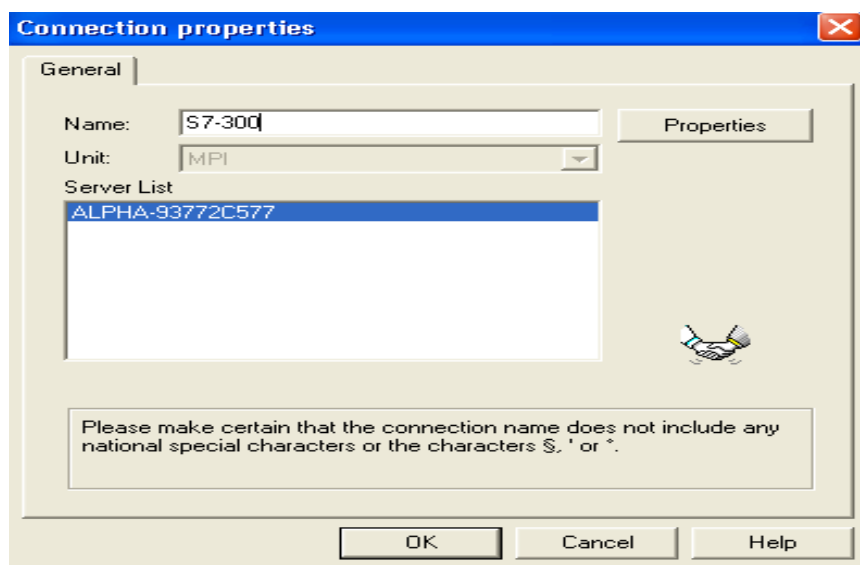 Connection properties
General
Name: S7-300 Properties
Unit: MPI
Server List
ALPHA-93772C577
Please make certain that the connection name does not include any
national special characters or the characters §, ' or *.
OK Cancel Help